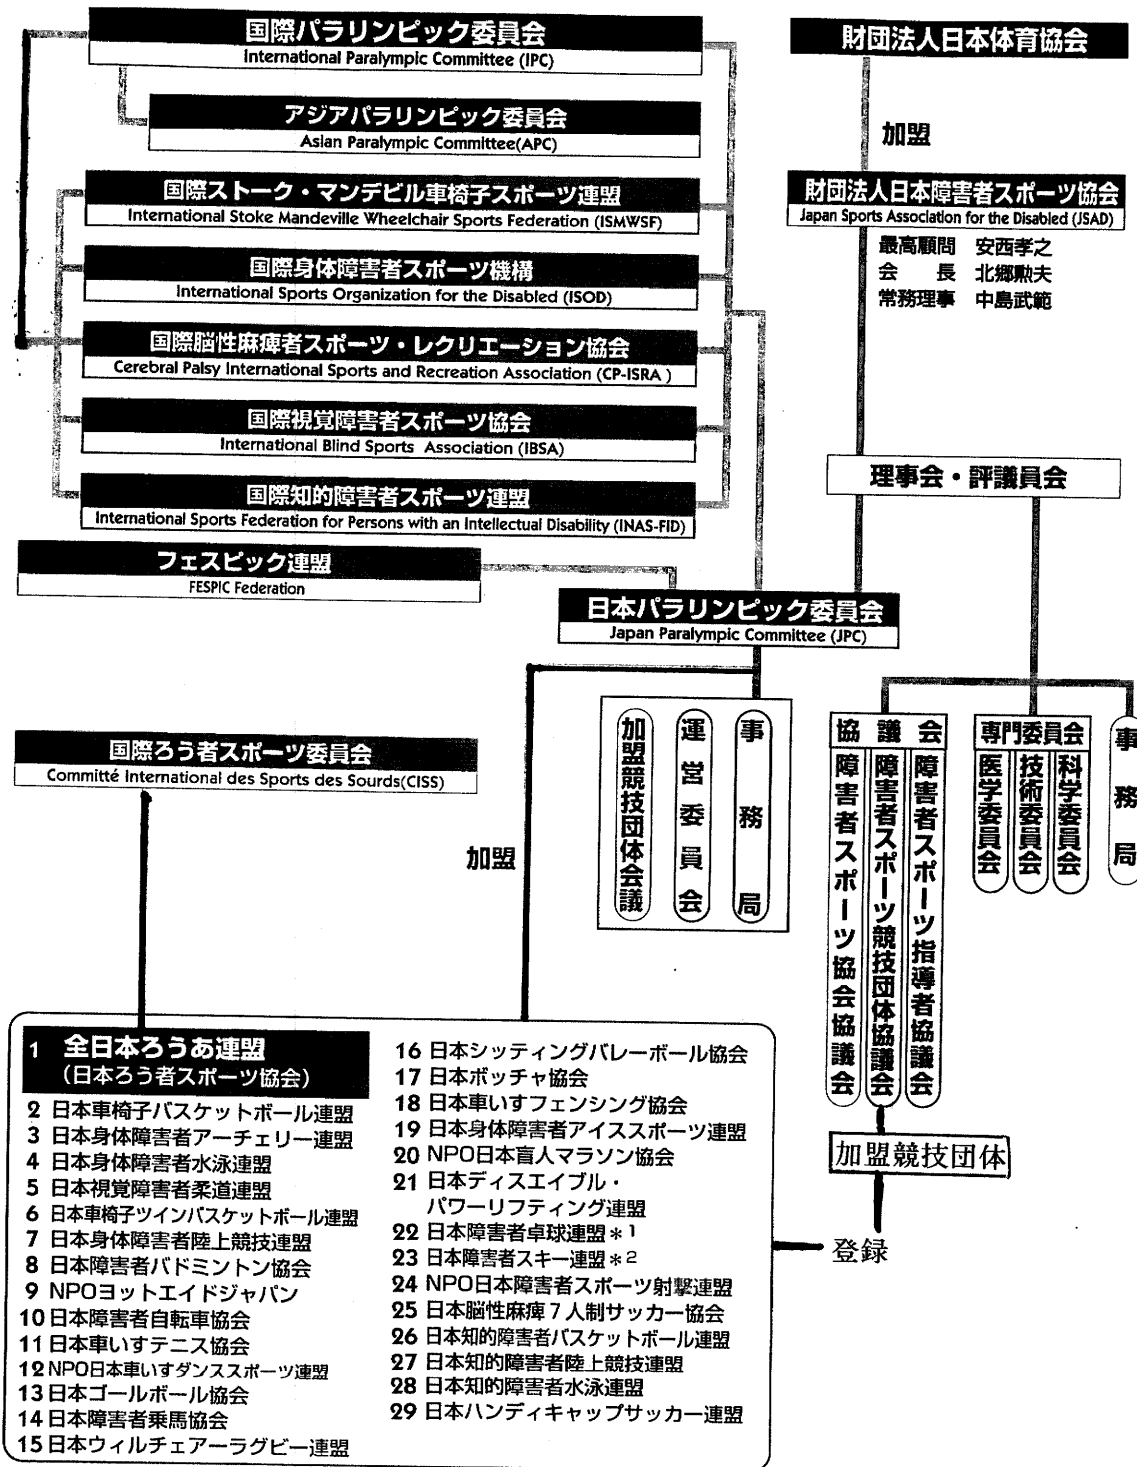 国際パラリンピック委員会
International Paralympic Committee (IPC)
アジアパラリンピック委員会
Asian Paralympic Committee(APC)
国際ストーク・マンデビル車椅子スポーツ連盟
International Stoke Mandeville Wheelchair Sports Federation (ISMWSF)
国際身体障害者スポーツ機構
International Sports Organization for the Disabled (ISOD)
国際脳性麻痺者スポーツ・レクリエーション協会
Cerebral Palsy International Sports and Recreation Association (CP-ISRA )
国際視覚障害者スポーツ協会
International Blind Sports Association (IBSA)
国際知的障害者スポーツ連盟
International Sports Federation for Persons with an Intellectual Disability (INAS-FID)
フェスピック連盟
FESPIC Federation
財団法人日本体育協会
加盟
財団法人日本障害者スポーツ協会
Japan Sports Association for the Disabled (JSAD)
最高顧問 安西孝之
会長 北郷勲夫
常務理事 中島武範
理事会・評議員会
日本パラリンピック委員会
Japan Paralympic Committee (JPC)
加盟競技団体会議
運営委員会
事務局
協議会
障害者スポーツ協会協議会
障害者スポーツ競技団体協議会
障害者スポーツ指導者協議会
専門委員会
医学委員会
技術委員会
科学委員会
事務局
国際ろう者スポーツ委員会
Committé International des Sports des Sourds(CISS)
加盟
1 全日本ろうあ連盟
(日本ろう者スポーツ協会)
2 日本車椅子バスケットボール連盟
3 日本身体障害者アーチェリー連盟
4 日本身体障害者水泳連盟
5 日本視覚障害者柔道連盟
6 日本車椅子ツインバスケットボール連盟
7 日本身体障害者陸上競技連盟
8 日本障害者バドミントン協会
9 NPOヨットエイドジャパン
10 日本障害者自転車協会
11 日本車いすテニス協会
12 NPO日本車いすダンススポーツ連盟
13 日本ゴールボール協会
14 日本障害者乗馬協会
15 日本ウィルチェアーラグビー連盟
16 日本シッティングバレーボール協会
17 日本ボッチャ協会
18 日本車いすフェンシング協会
19 日本身体障害者アイススポーツ連盟
20 NPO日本盲人マラソン協会
21 日本ディスエイブル・
パワーリフティング連盟
22 日本障害者卓球連盟＊1
23 日本障害者スキー連盟＊2
24 NPO日本障害者スポーツ射撃連盟
25 日本脳性麻痺7人制サッカー協会
26 日本知的障害者バスケットボール連盟
27 日本知的障害者陸上競技連盟
28 日本知的障害者水泳連盟
29 日本ハンディキャップサッカー連盟
加盟競技団体
登録